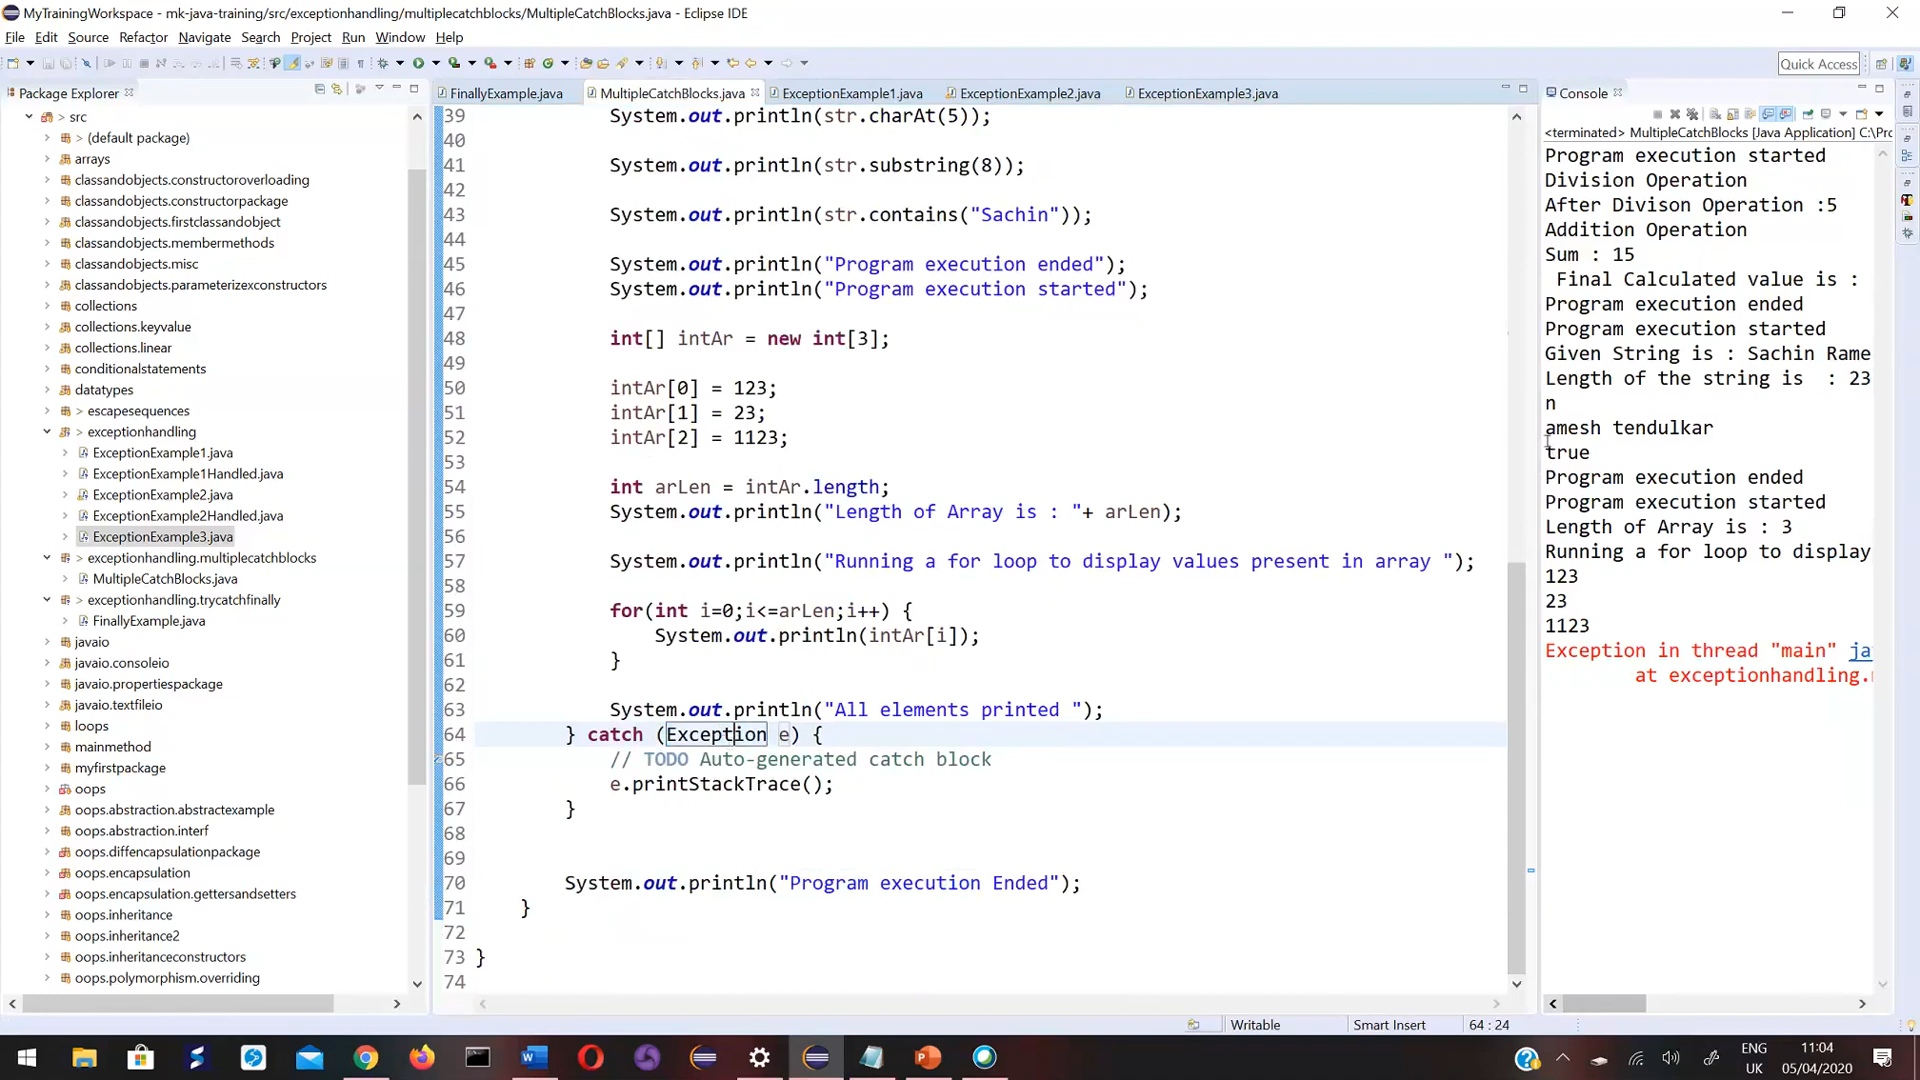 MyTrainingWorkspace - mk-java-training/src/exceptionhandling/multiplecatchblocks/MultipleCatchBlocks.java - Eclipse IDE
File Edit Source Refactor Navigate Search Project Run Window Help
Quick Access
Package Explorer
src
> (default package)
arrays
classandobjects.constructoroverloading
classandobjects.constructorpackage
classandobjects.firstclassandobject
classandobjects.membermethods
classandobjects.misc
classandobjects.parameterizexconstructors
collections
collections.keyvalue
collections.linear
conditionalstatements
datatypes
> escapesequences
> exceptionhandling
ExceptionExample1.java
ExceptionExample1Handled.java
ExceptionExample2.java
ExceptionExample2Handled.java
ExceptionExample3.java
> exceptionhandling.multiplecatchblocks
MultipleCatchBlocks.java
> exceptionhandling.trycatchfinally
FinallyExample.java
javaio
javaio.consoleio
javaio.propertiespackage
javaio.textfileio
loops
mainmethod
myfirstpackage
oops
oops.abstraction.abstractexample
oops.abstraction.interf
oops.diffencapsulationpackage
oops.encapsulation
oops.encapsulation.gettersandsetters
oops.inheritance
oops.inheritance2
oops.inheritanceconstructors
oops.polymorphism.overriding
FinallyExample.java MultipleCatchBlocks.java ExceptionExample1.java ExceptionExample2.java ExceptionExample3.java
39 System.out.println(str.charAt(5));
40
41 System.out.println(str.substring(8));
42
43 System.out.println(str.contains("Sachin"));
44
45 System.out.println("Program execution ended");
46 System.out.println("Program execution started");
47
48 int[] intAr = new int[3];
49
50 intAr[0] = 123;
51 intAr[1] = 23;
52 intAr[2] = 1123;
53
54 int arLen = intAr.length;
55 System.out.println("Length of Array is : "+ arLen);
56
57 System.out.println("Running a for loop to display values present in array ");
58
59 for(int i=0;i<=arLen;i++) {
60 System.out.println(intAr[i]);
61 }
62
63 System.out.println("All elements printed ");
64 } catch (Exception e) {
65 // TODO Auto-generated catch block
66 e.printStackTrace();
67 }
68
69
70 System.out.println("Program execution Ended");
71 }
72
73 }
74
Console
<terminated> MultipleCatchBlocks [Java Application] C:\Pro
Program execution started
Division Operation
After Divison Operation :5
Addition Operation
Sum : 15
Final Calculated value is :
Program execution ended
Program execution started
Given String is : Sachin Rame
Length of the string is : 23
n
amesh tendulkar
true
Program execution ended
Program execution started
Length of Array is : 3
Running a for loop to display
123
23
1123
Exception in thread "main" ja
at exceptionhandling.
Writable Smart Insert 64 : 24
ENG
UK
11:04
05/04/2020